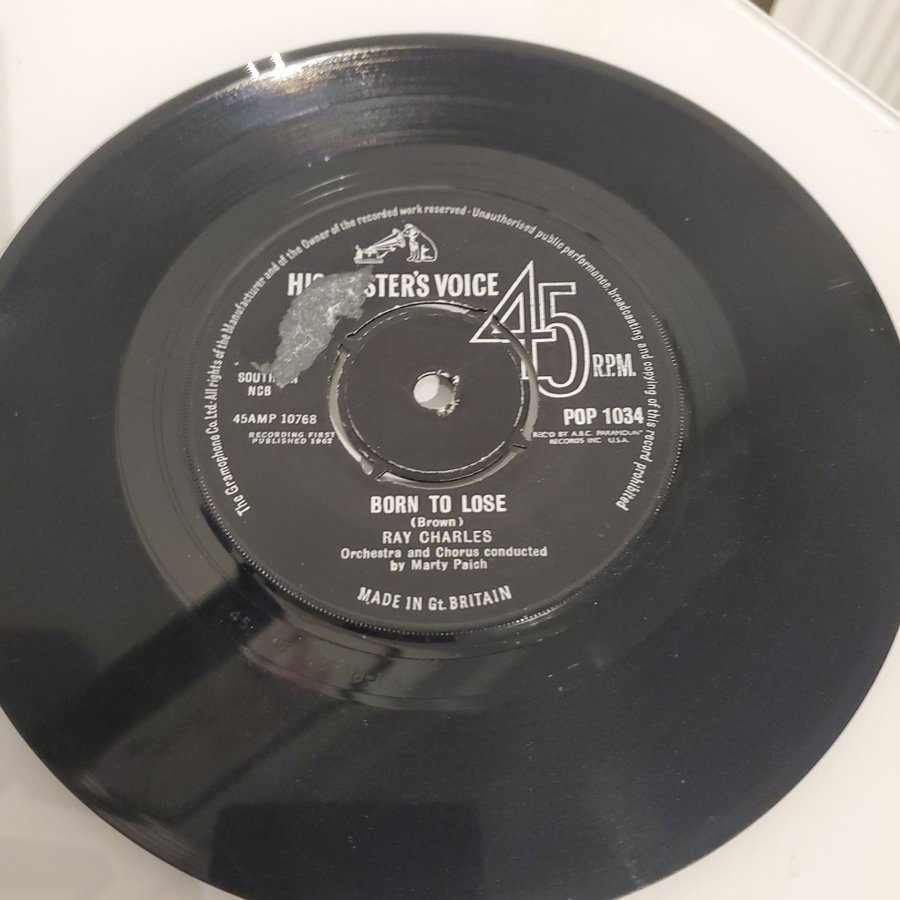 The Gramophone Co. Ltd · All rights of the Manufacturer and of the Owner of the recorded work reserved · Unauthorised public performance, broadcasting and copying of this record prohibited
VOICE
45
R.P.M.
NCB
45AMP 10768
RECORDING FIRST
PUBLISHED 1962
POP 1034
REC'D BY A.B.C. PARAMOUNT
RECORDS INC. U.S.A.
BORN TO LOSE
(Brown)
RAY CHARLES
Orchestra and Chorus conducted
by Marty Paich
MADE IN Gt. BRITAIN
45